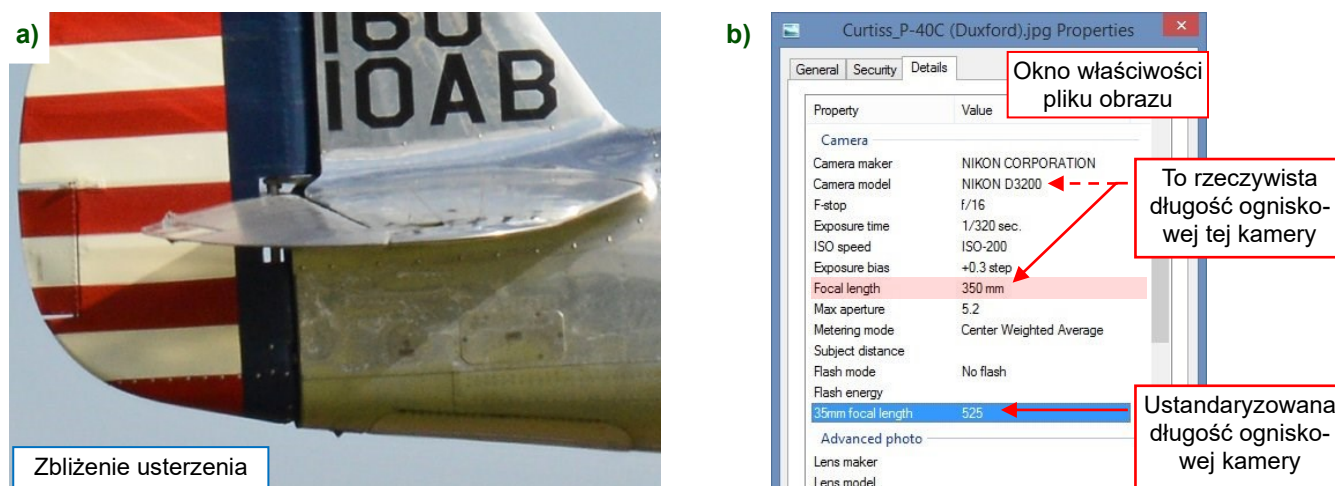 a)
160
10AB
Zbliżenie usterzenia
b)
Curtiss_P-40C (Duxford).jpg Properties
General Security Details
Okno właściwości
pliku obrazu
Property Value
Camera
Camera maker NIKON CORPORATION
Camera model NIKON D3200
F-stop f/16
Exposure time 1/320 sec.
ISO speed ISO-200
Exposure bias +0.3 step
Focal length 350 mm
Max aperture 5.2
Metering mode Center Weighted Average
Subject distance
Flash mode No flash
Flash energy
35mm focal length 525
Advanced photo
Lens maker
Lens model
To rzeczywista
długość ognisko-
wej tej kamery
Ustandaryzowana
długość ognisko-
wej kamery